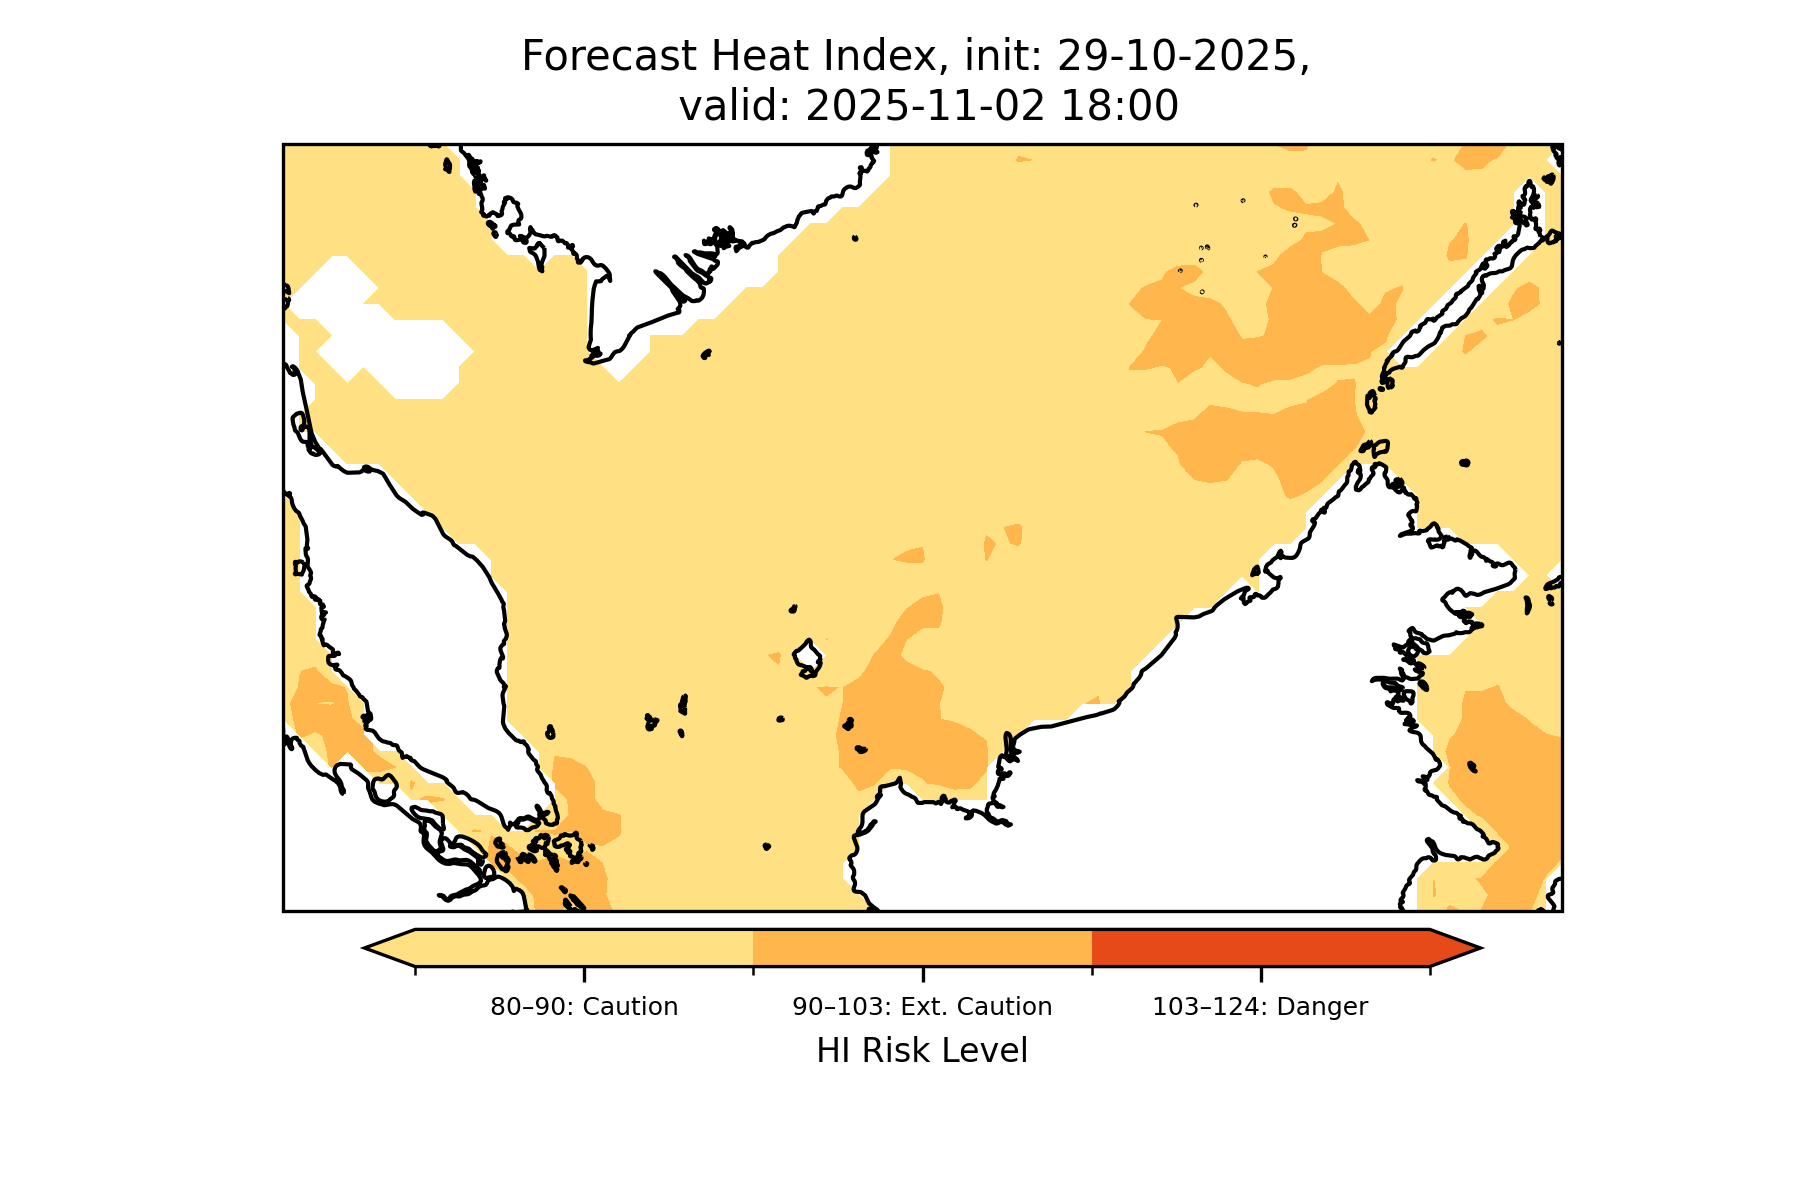 Forecast Heat Index, init: 29-10-2025,
valid: 2025-11-02 18:00
80–90: Caution
90–103: Ext. Caution
103–124: Danger
HI Risk Level